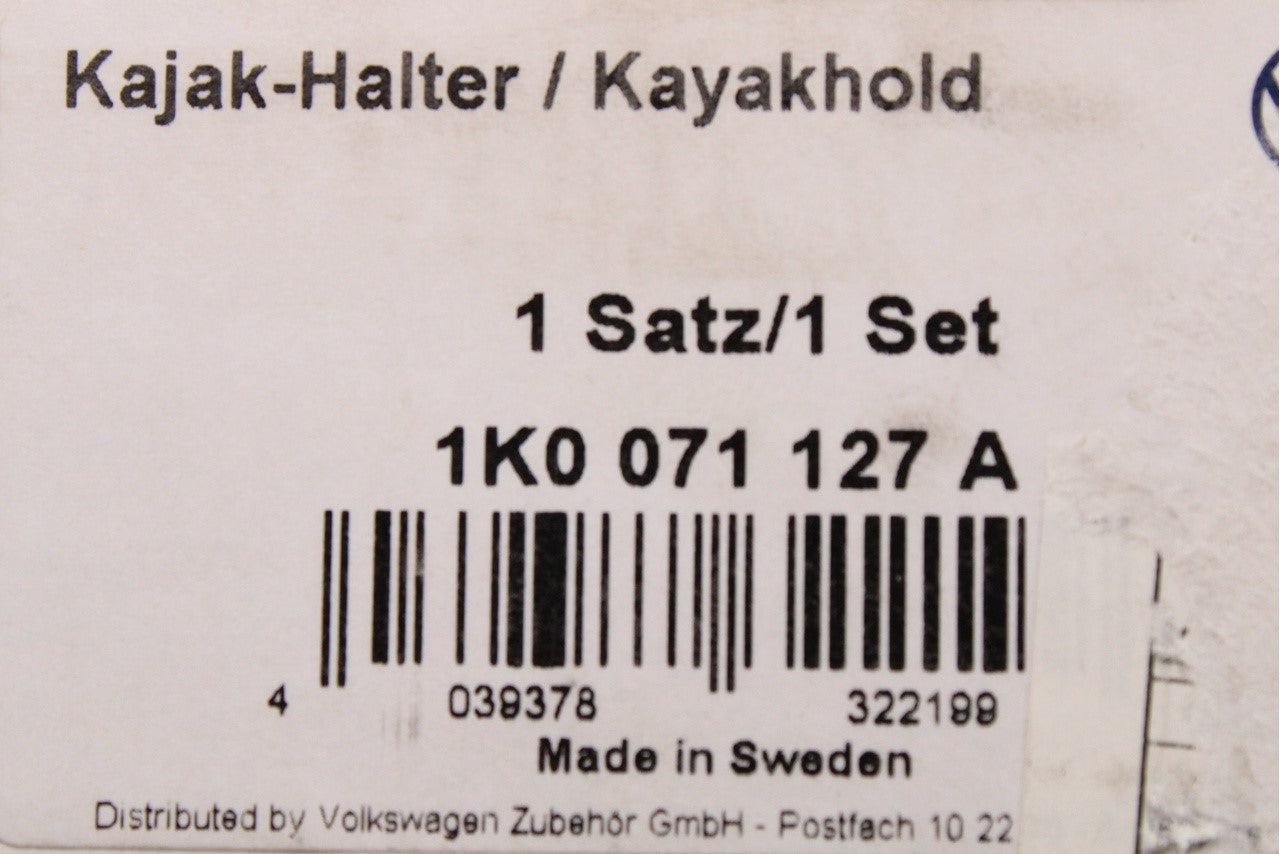 Kajak-Halter / Kayakhold
1 Satz/1 Set
1K0 071 127 A
4 039378 322199
Made in Sweden
Distributed by Volkswagen Zubehör GmbH - Postfach 10 22